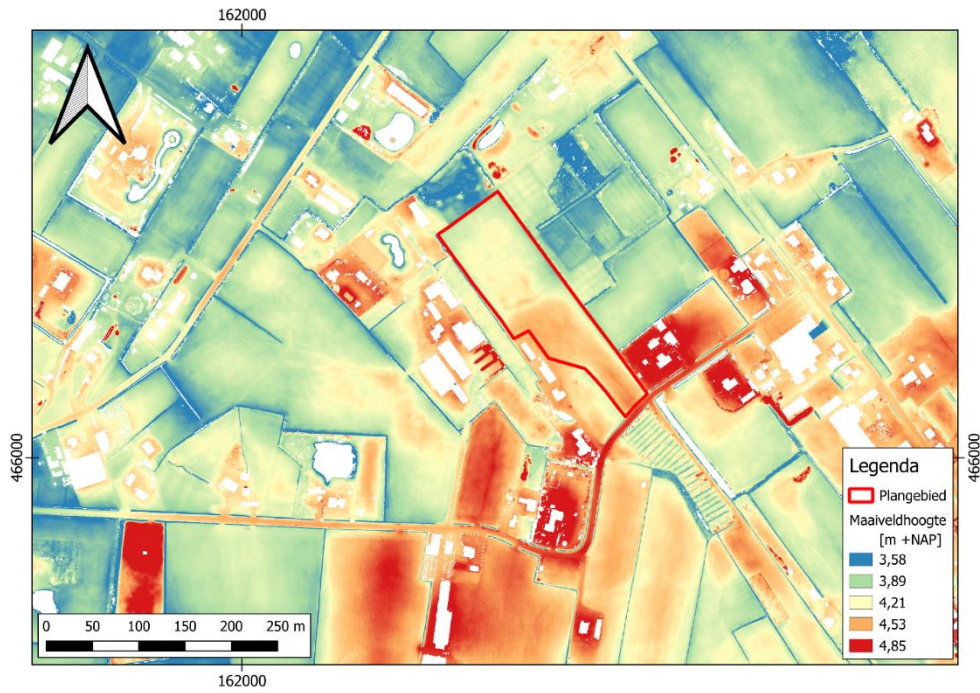 162000
466000
466000
Legenda
Plangebied
Maaiveldhoogte
[m +NAP]
3,58
3,89
4,21
4,53
4,85
0 50 100 150 200 250 m
162000